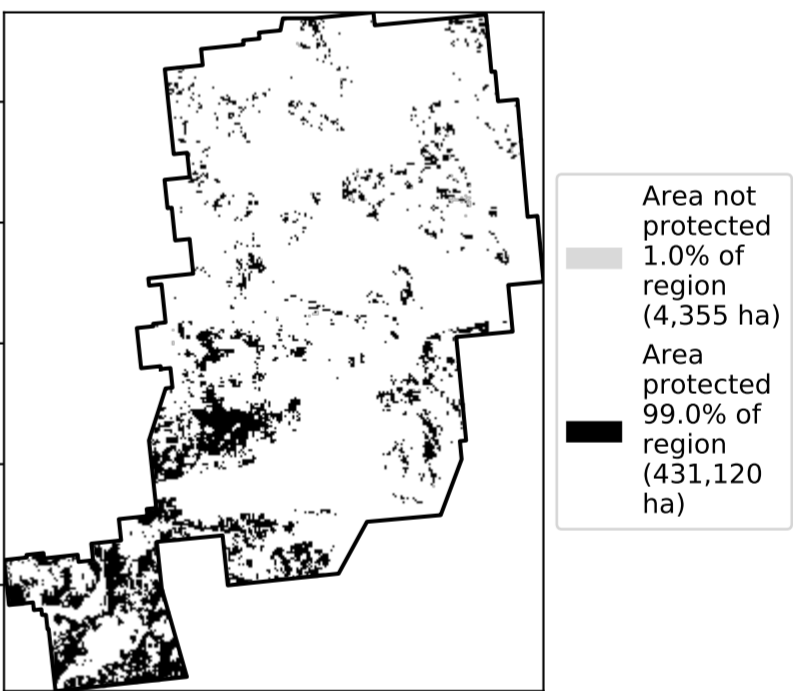 Area not
protected
1.0% of
region
(4,355 ha)
Area
protected
99.0% of
region
(431,120
ha)